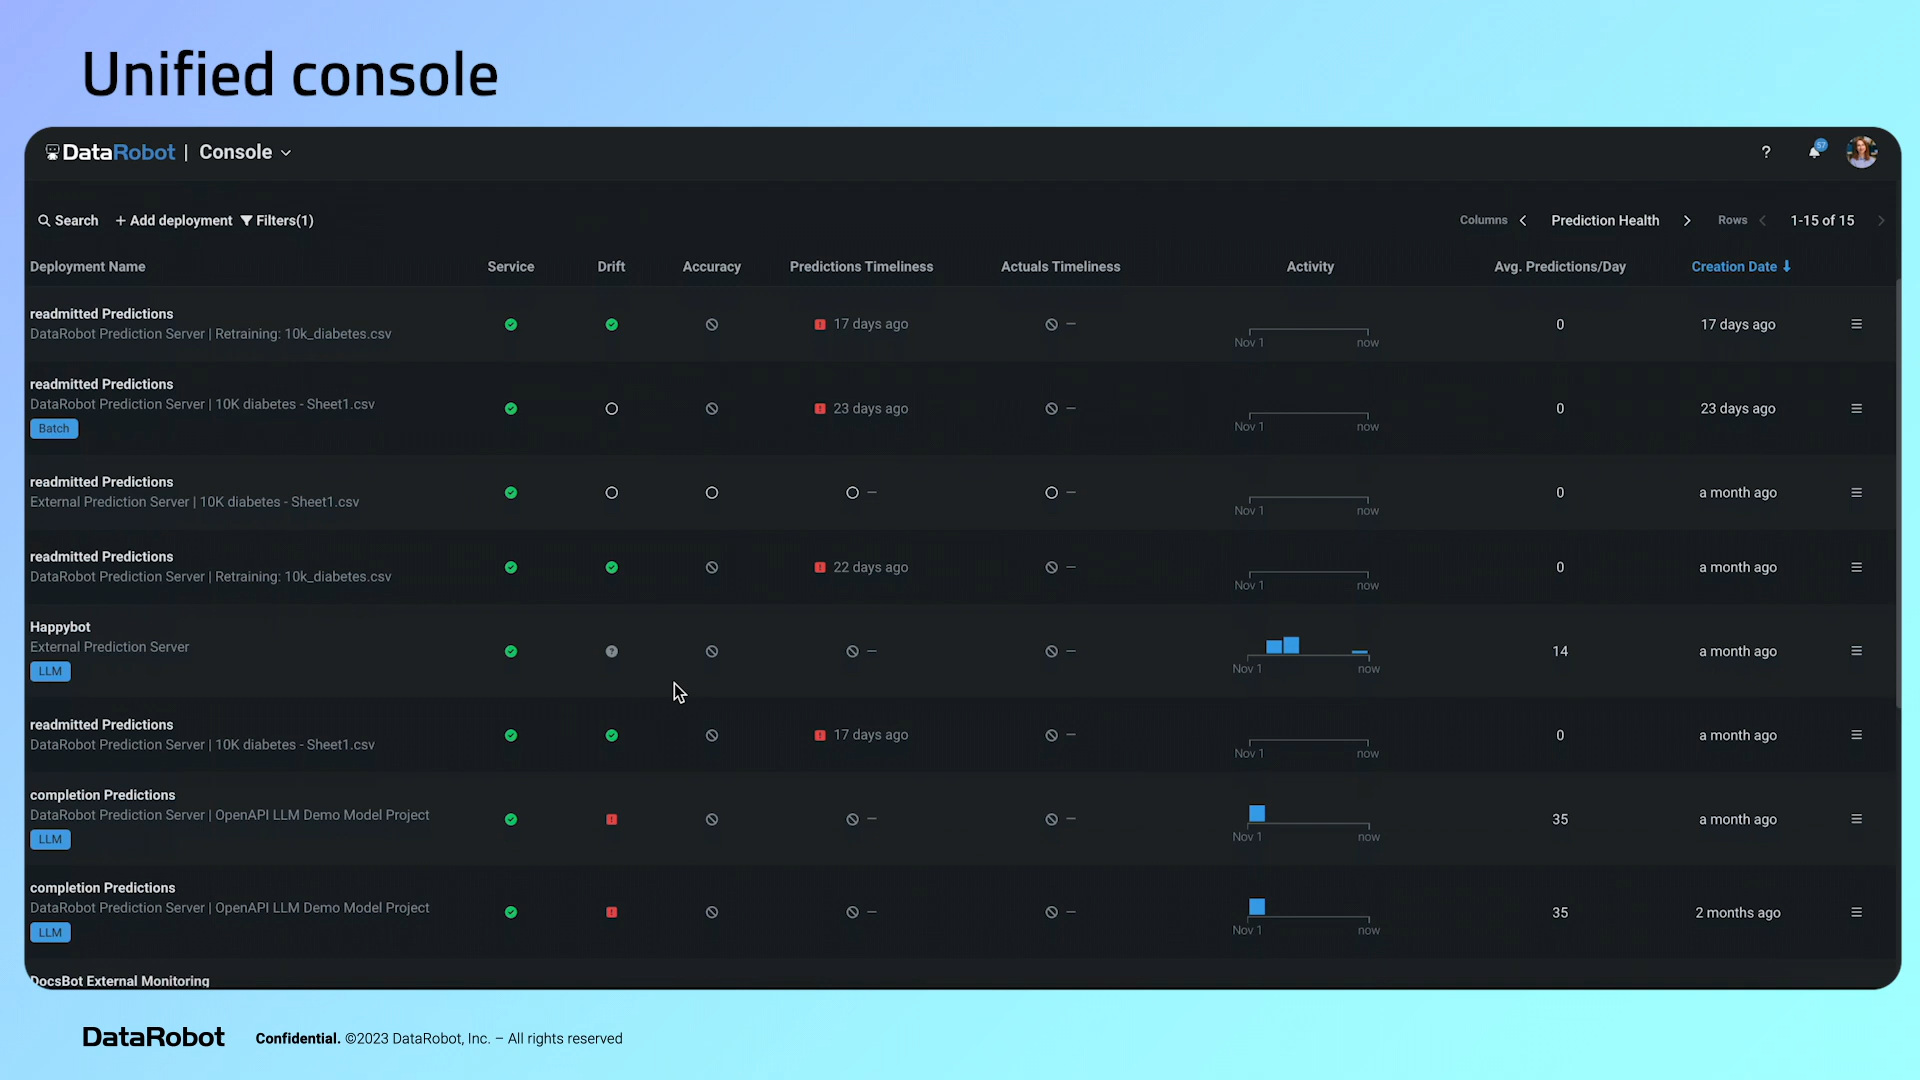 Unified console
DataRobot | Console
? 57
Search + Add deployment Filters(1) Columns Prediction Health Rows 1-15 of 15
Deployment Name Service Drift Accuracy Predictions Timeliness Actuals Timeliness Activity Avg. Predictions/Day Creation Date
readmitted Predictions
DataRobot Prediction Server | Retraining: 10k_diabetes.csv
17 days ago – Nov 1 now 0 17 days ago
readmitted Predictions
DataRobot Prediction Server | 10K diabetes - Sheet1.csv
Batch
23 days ago – Nov 1 now 0 23 days ago
readmitted Predictions
External Prediction Server | 10K diabetes - Sheet1.csv
– – Nov 1 now 0 a month ago
readmitted Predictions
DataRobot Prediction Server | Retraining: 10k_diabetes.csv
22 days ago – Nov 1 now 0 a month ago
Happybot
External Prediction Server
LLM
– – Nov 1 now 14 a month ago
readmitted Predictions
DataRobot Prediction Server | 10K diabetes - Sheet1.csv
17 days ago – Nov 1 now 0 a month ago
completion Predictions
DataRobot Prediction Server | OpenAPI LLM Demo Model Project
LLM
– – Nov 1 now 35 a month ago
completion Predictions
DataRobot Prediction Server | OpenAPI LLM Demo Model Project
LLM
– – Nov 1 now 35 2 months ago
DocsBot External Monitoring
DataRobot Confidential. ©2023 DataRobot, Inc. – All rights reserved